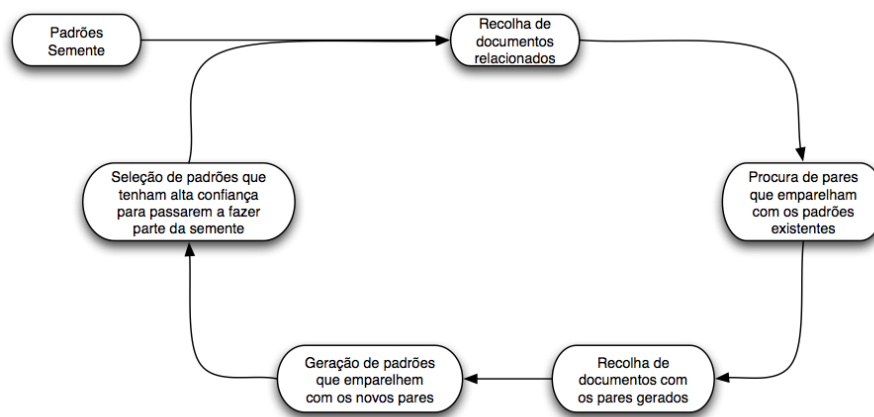 Padrões
Semente
Recolha de
documentos
relacionados
Seleção de padrões que
tenham alta confiança
para passarem a fazer
parte da semente
Procura de pares
que emparelham
com os padrões
existentes
Geração de padrões
que emparelhem
com os novos pares
Recolha de
documentos com
os pares gerados